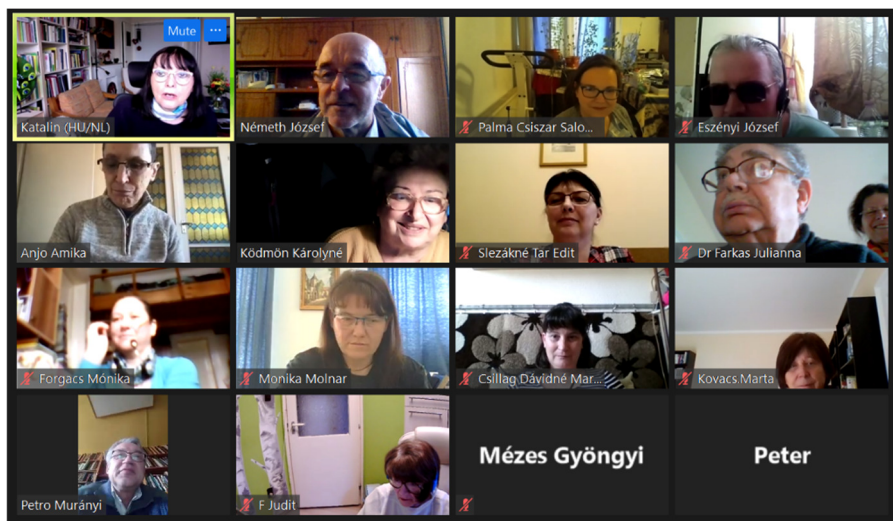 Mute ...
Katalin (HU/NL)
Németh József
Palma Csiszar Salo...
Eszényi József
Anjo Amika
Ködmön Károlyné
Slezákné Tar Edit
Dr Farkas Julianna
Forgacs Mónika
Monika Molnar
Csillag Dávidné Mar...
Kovacs.Marta
Petro Murányi
F Judit
Mézes Gyöngyi
Peter